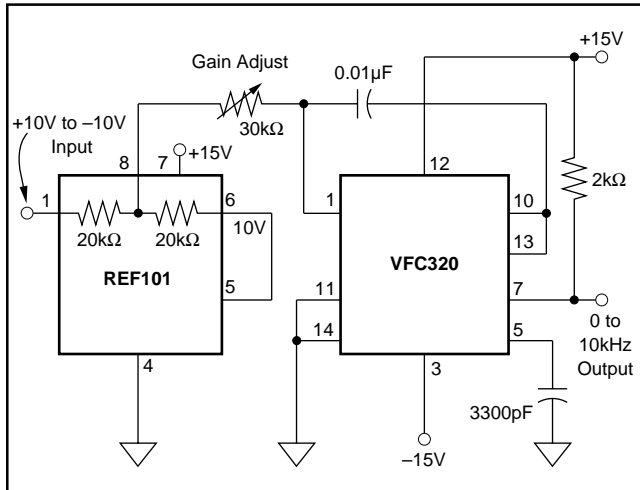 +15V
Gain Adjust
0.01µF
30kΩ
+10V to –10V
Input
8
7
+15V
12
2kΩ
1
6
20kΩ
20kΩ
10V
1
10
13
REF101
VFC320
5
11
14
7
5
0 to
10kHz
Output
4
3
3300pF
–15V